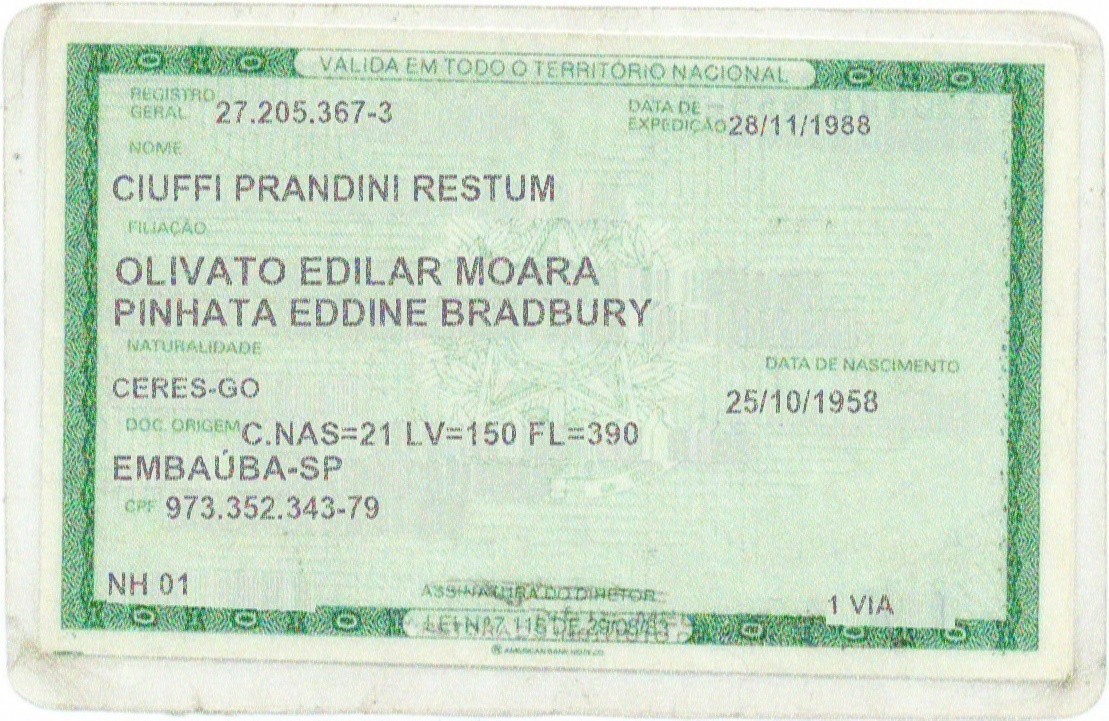 VÁLIDA EM TODO O TERRITÓRIO NACIONAL
REGISTRO GERAL 27.205.367-3
DATA DE EXPEDIÇÃO 28/11/1988
NOME
CIUFFI PRANDINI RESTUM
FILIAÇÃO
OLIVATO EDILAR MOARA
PINHATA EDDINE BRADBURY
NATURALIDADE
DATA DE NASCIMENTO
CERES-GO
25/10/1958
DOC. ORIGEM C.NAS=21 LV=150 FL=390
EMBAÚBA-SP
CPF 973.352.343-79
NH 01
ASSINATURA DO DIRETOR
1 VIA
LEI Nº 7.116 DE 29/08/83
AMERICAN BANK NOTE CO